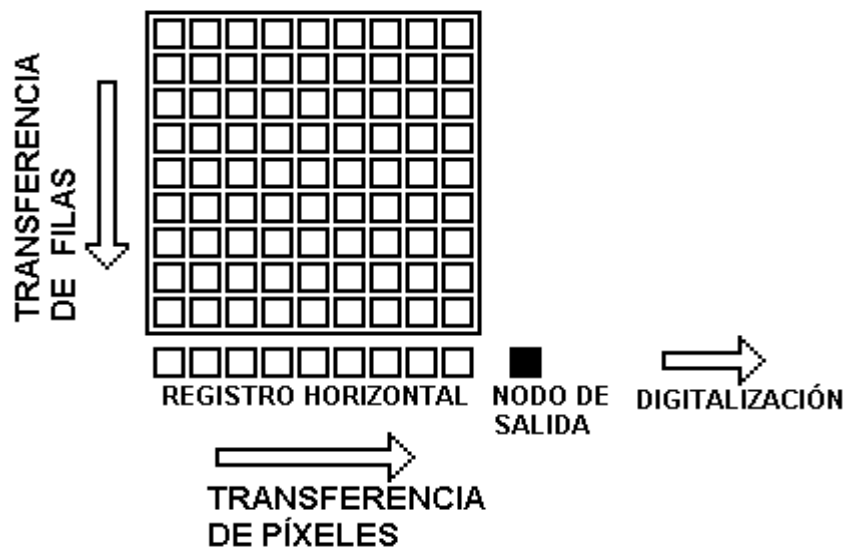 TRANSFERENCIA
DE FILAS
REGISTRO HORIZONTAL
NODO DE
SALIDA
DIGITALIZACIÓN
TRANSFERENCIA
DE PÍXELES